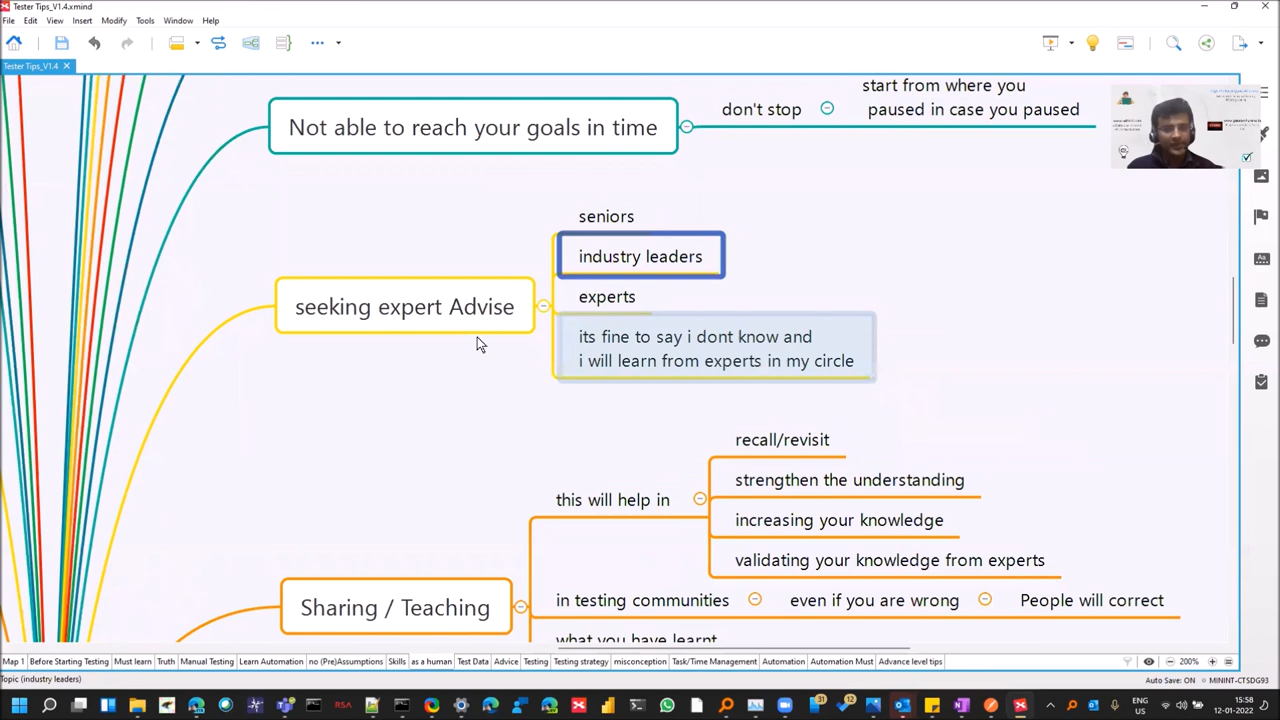 Tester Tips_V1.4.xmind
File Edit View Insert Modify Tools Window Help
Tester Tips_V1.4
start from where you
paused in case you paused
don't stop
Not able to reach your goals in time
seniors
industry leaders
seeking expert Advise
experts
its fine to say i dont know and
i will learn from experts in my circle
recall/revisit
this will help in
strengthen the understanding
increasing your knowledge
validating your knowledge from experts
Sharing / Teaching
in testing communities
even if you are wrong
People will correct
what you have learnt
Map 1 Before Starting Testing Must learn Truth Manual Testing Learn Automation no (Pre)Assumptions Skills as a human Test Data Advice Testing Testing strategy misconception Task/Time Management Automation Automation Must Advance level tips
200%
Topic (industry leaders)
Auto Save: ON MININT-CTSDG93
RSA
31
12
ENG
US
15:58
12-01-2022